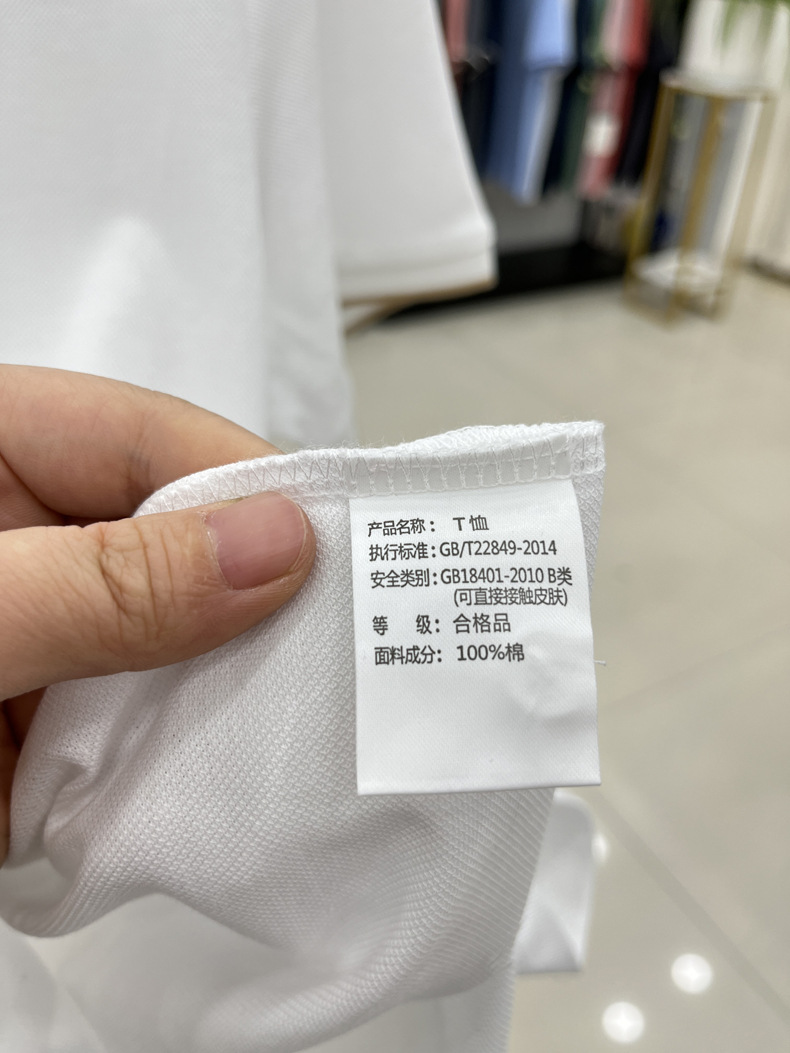 产品名称： T恤
执行标准：GB/T22849-2014
安全类别：GB18401-2010 B类
(可直接接触皮肤)
等 级：合格品
面料成分： 100%棉